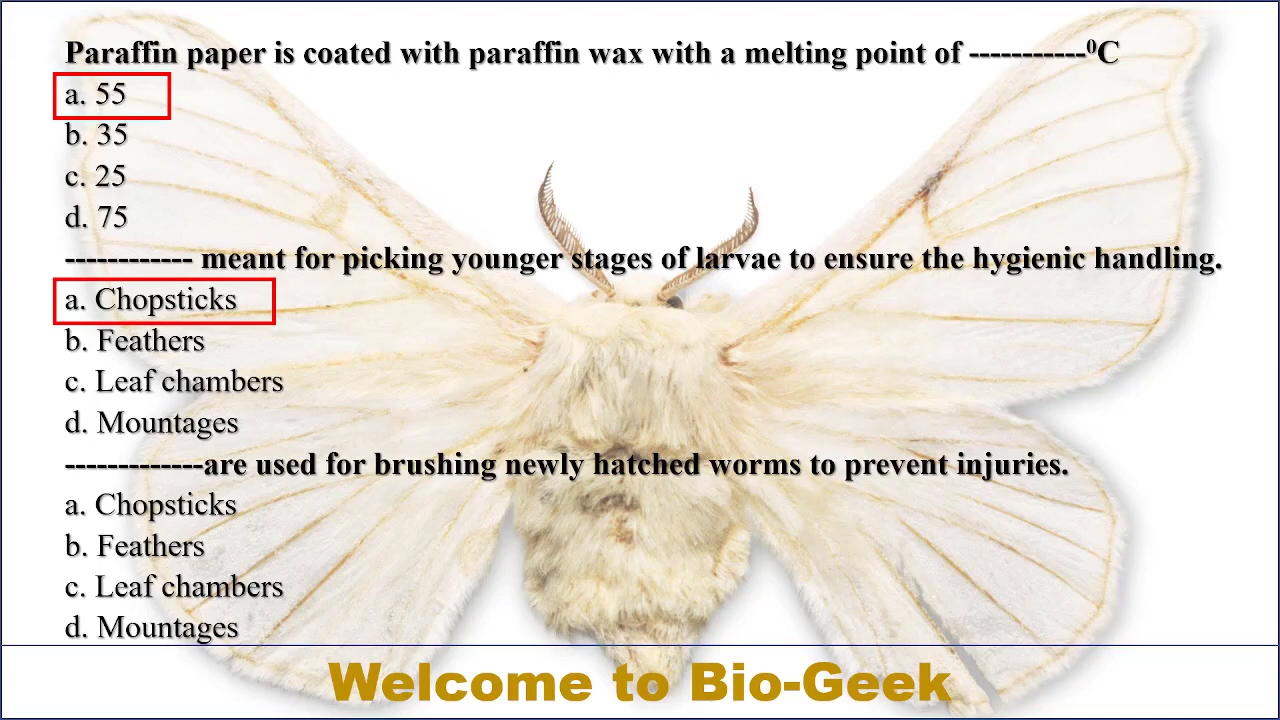 Paraffin paper is coated with paraffin wax with a melting point of -----------⁰C
a. 55
b. 35
c. 25
d. 75
------------ meant for picking younger stages of larvae to ensure the hygienic handling.
a. Chopsticks
b. Feathers
c. Leaf chambers
d. Mountages
-------------are used for brushing newly hatched worms to prevent injuries.
a. Chopsticks
b. Feathers
c. Leaf chambers
d. Mountages
Welcome to Bio-Geek